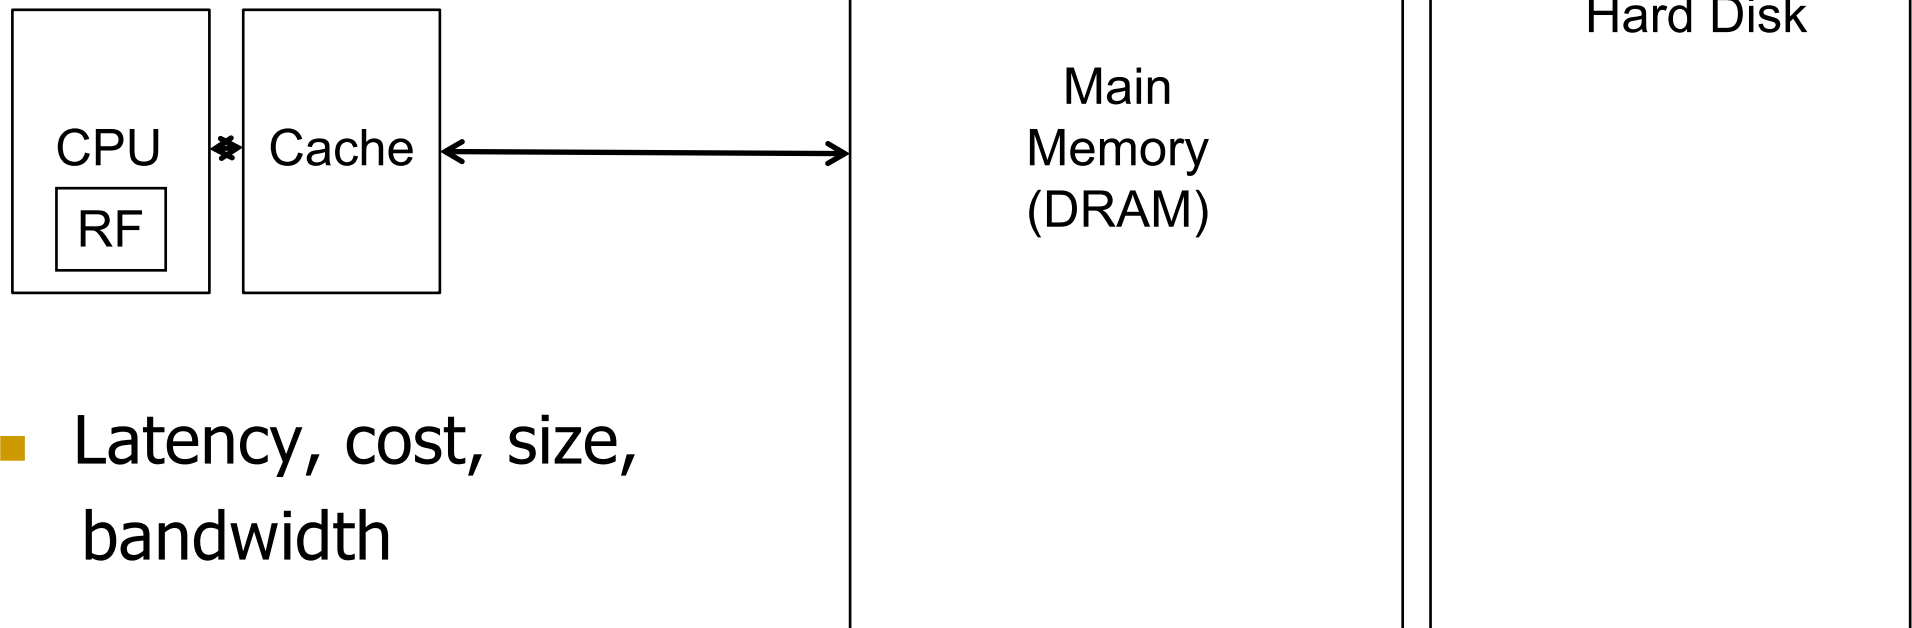 Hard Disk
Main
Memory
(DRAM)
CPU
Cache
RF
Latency, cost, size,
bandwidth